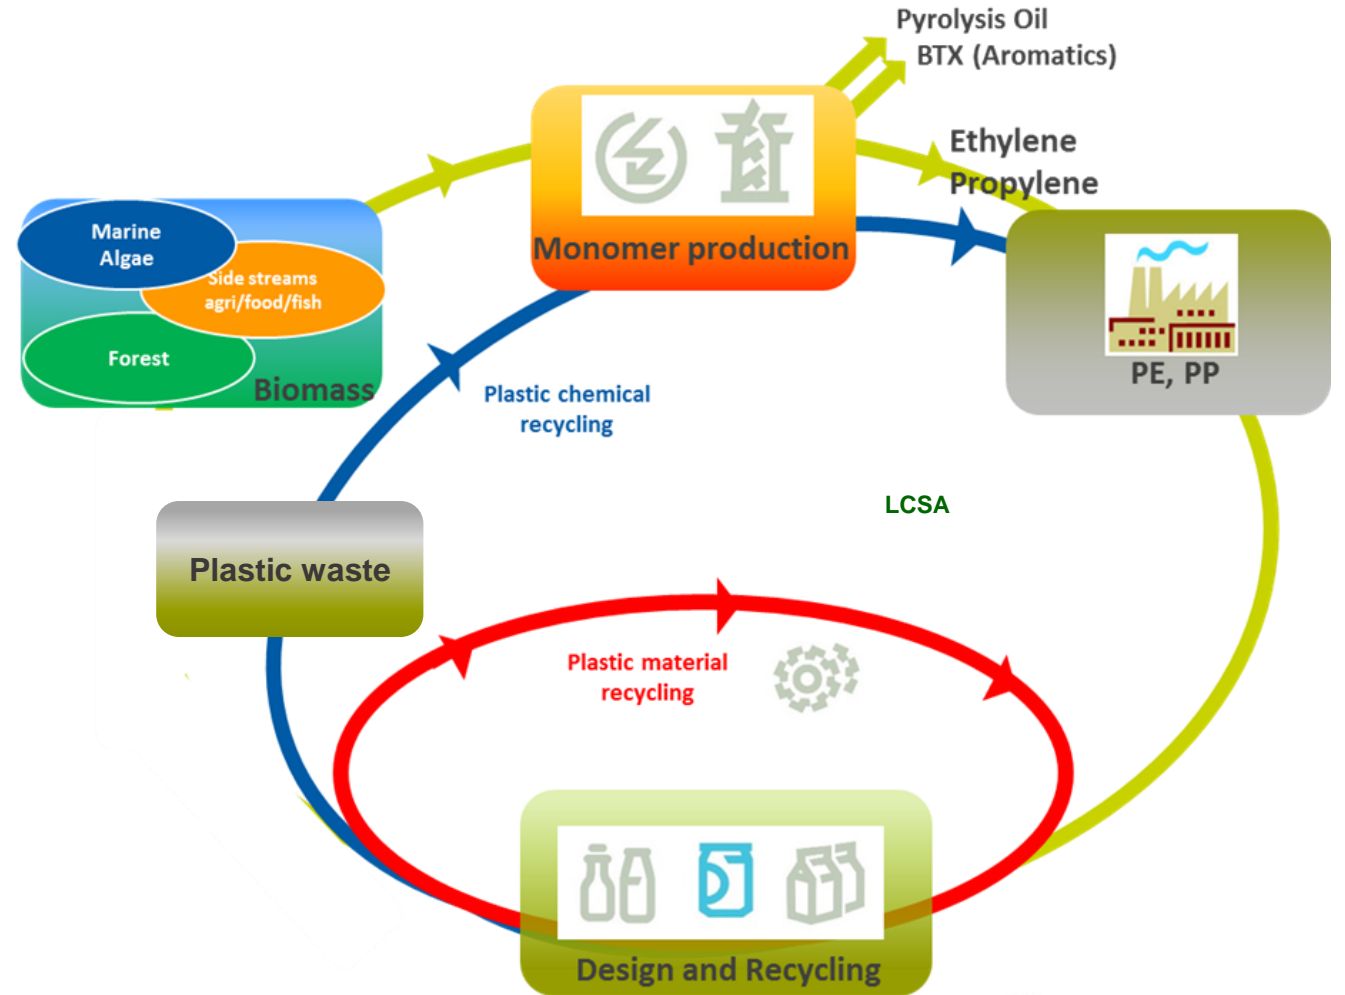 Pyrolysis Oil
BTX (Aromatics)
Ethylene
Propylene
Monomer production
Marine
Algae
Side streams
agri/food/fish
Forest
Biomass
PE, PP
Plastic chemical
recycling
LCSA
Plastic waste
Plastic material
recycling
Design and Recycling